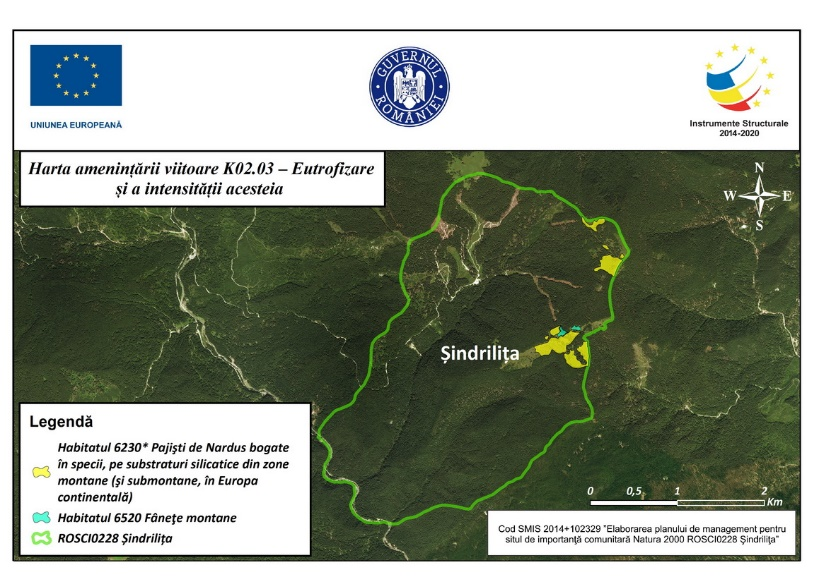 UNIUNEA EUROPEANĂ
GUVERNUL ROMÂNIEI
Instrumente Structurale
2014-2020
Harta amenințării viitoare K02.03 – Eutrofizare
și a intensității acesteia
N
W
E
S
Șindrilița
Legendă
Habitatul 6230* Pajişti de Nardus bogate
în specii, pe substraturi silicatice din zone
montane (şi submontane, în Europa
continentală)
Habitatul 6520 Fânețe montane
ROSCI0228 Șindrilița
0 0,5 1 2
Km
Cod SMIS 2014+102329 "Elaborarea planului de management pentru
situl de importanță comunitară Natura 2000 ROSCI0228 Șindrilița"